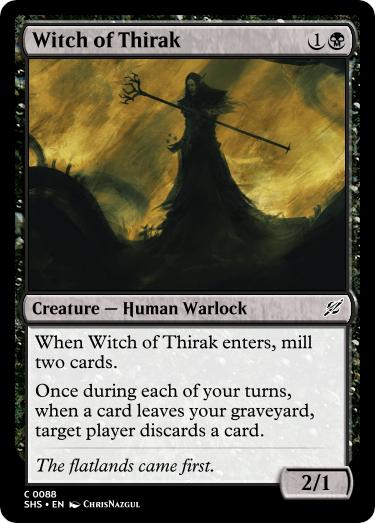 Witch of Thirak 1
Creature — Human Warlock
When Witch of Thirak enters, mill
two cards.
Once during each of your turns,
when a card leaves your graveyard,
target player discards a card.
The flatlands came first.
2/1
C 0088
SHS • EN ChrisNazgul